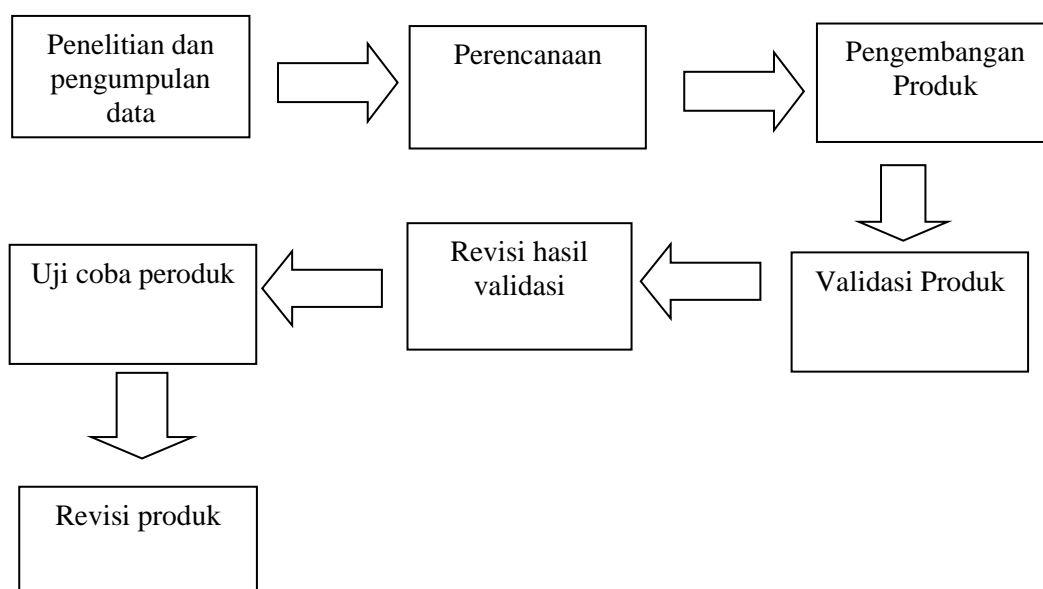 Penelitian dan
pengumpulan
data
Perencanaan
Pengembangan
Produk
Validasi Produk
Revisi hasil
validasi
Uji coba peroduk
Revisi produk